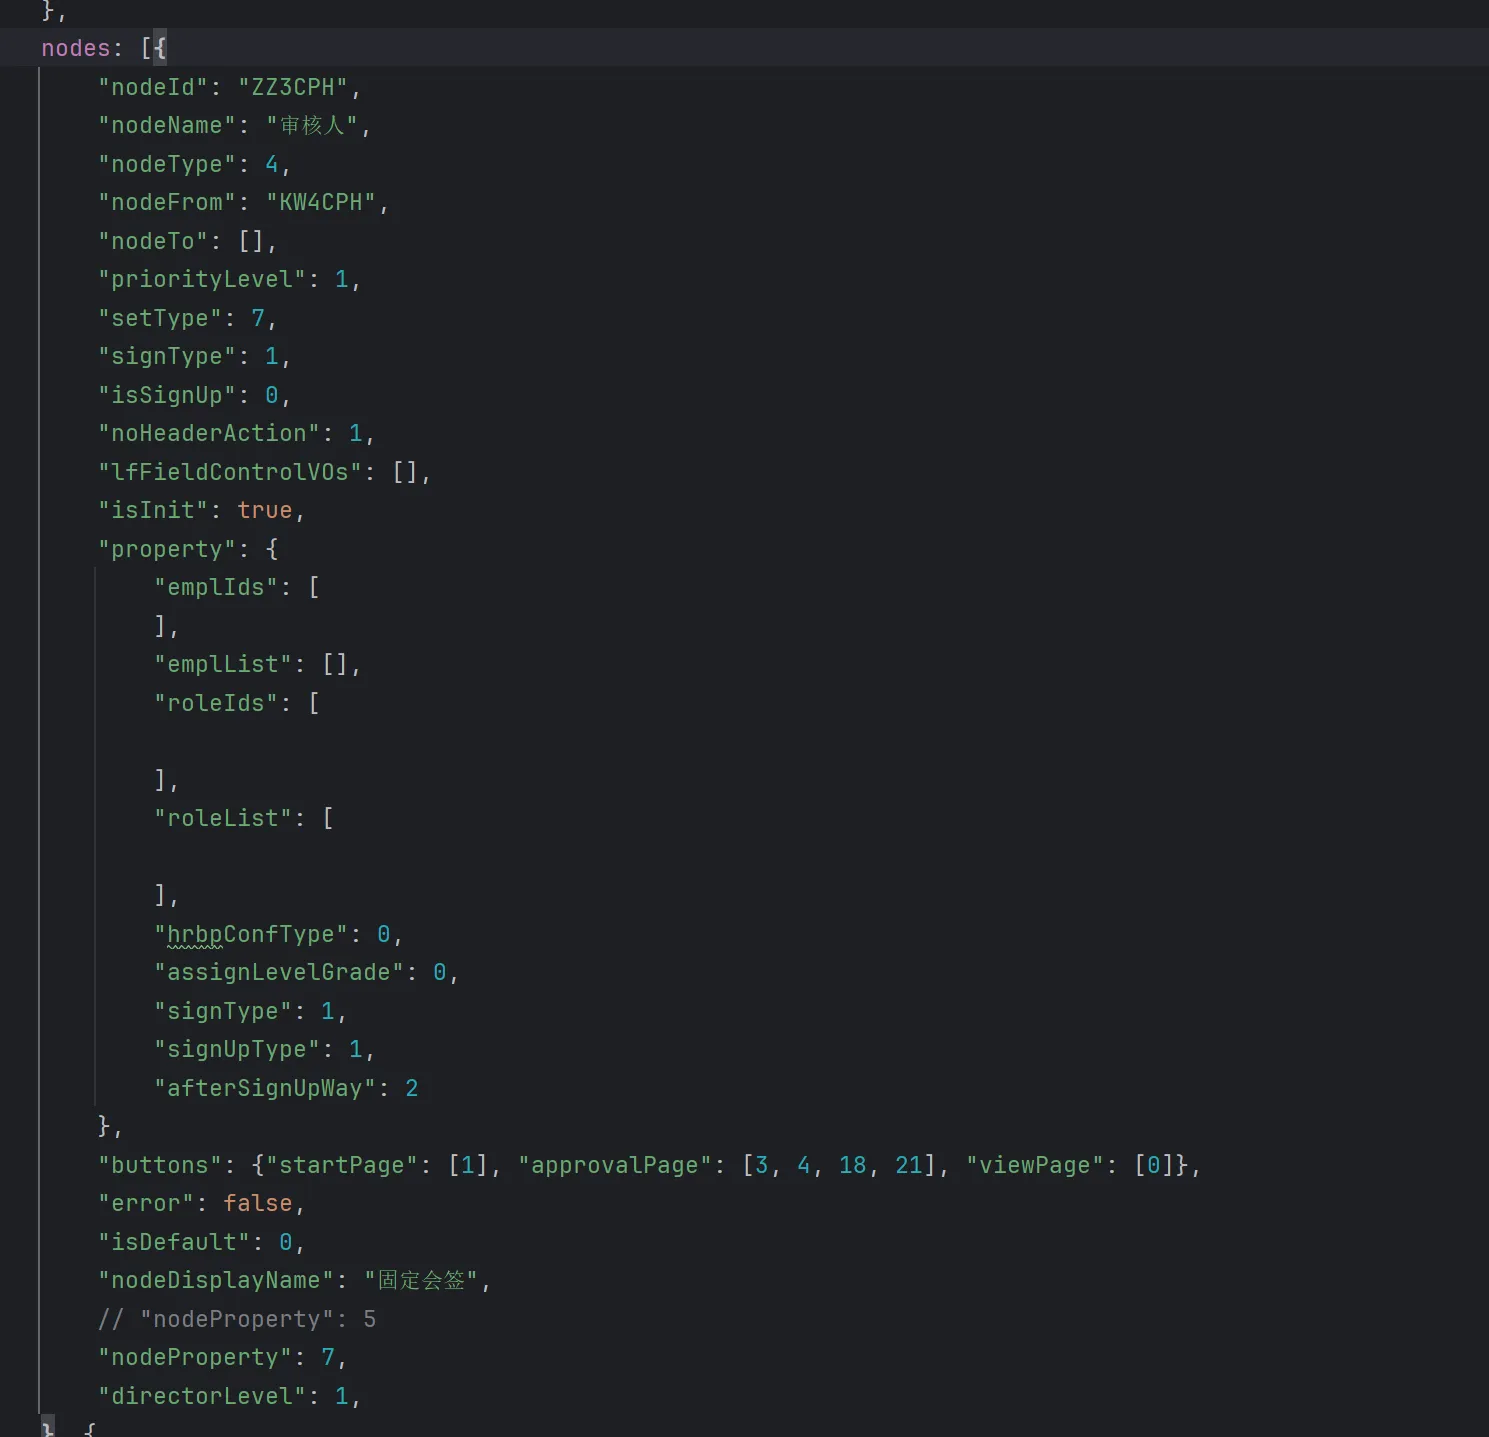 },
nodes: [{
"nodeId": "ZZ3CPH",
"nodeName": "审核人",
"nodeType": 4,
"nodeFrom": "KW4CPH",
"nodeTo": [],
"priorityLevel": 1,
"setType": 7,
"signType": 1,
"isSignUp": 0,
"noHeaderAction": 1,
"lfFieldControlVOs": [],
"isInit": true,
"property": {
"emplIds": [
],
"emplList": [],
"roleIds": [
],
"roleList": [
],
"hrbpConfType": 0,
"assignLevelGrade": 0,
"signType": 1,
"signUpType": 1,
"afterSignUpWay": 2
},
"buttons": {"startPage": [1], "approvalPage": [3, 4, 18, 21], "viewPage": [0]},
"error": false,
"isDefault": 0,
"nodeDisplayName": "固定会签",
// "nodeProperty": 5
"nodeProperty": 7,
"directorLevel": 1,
}, {